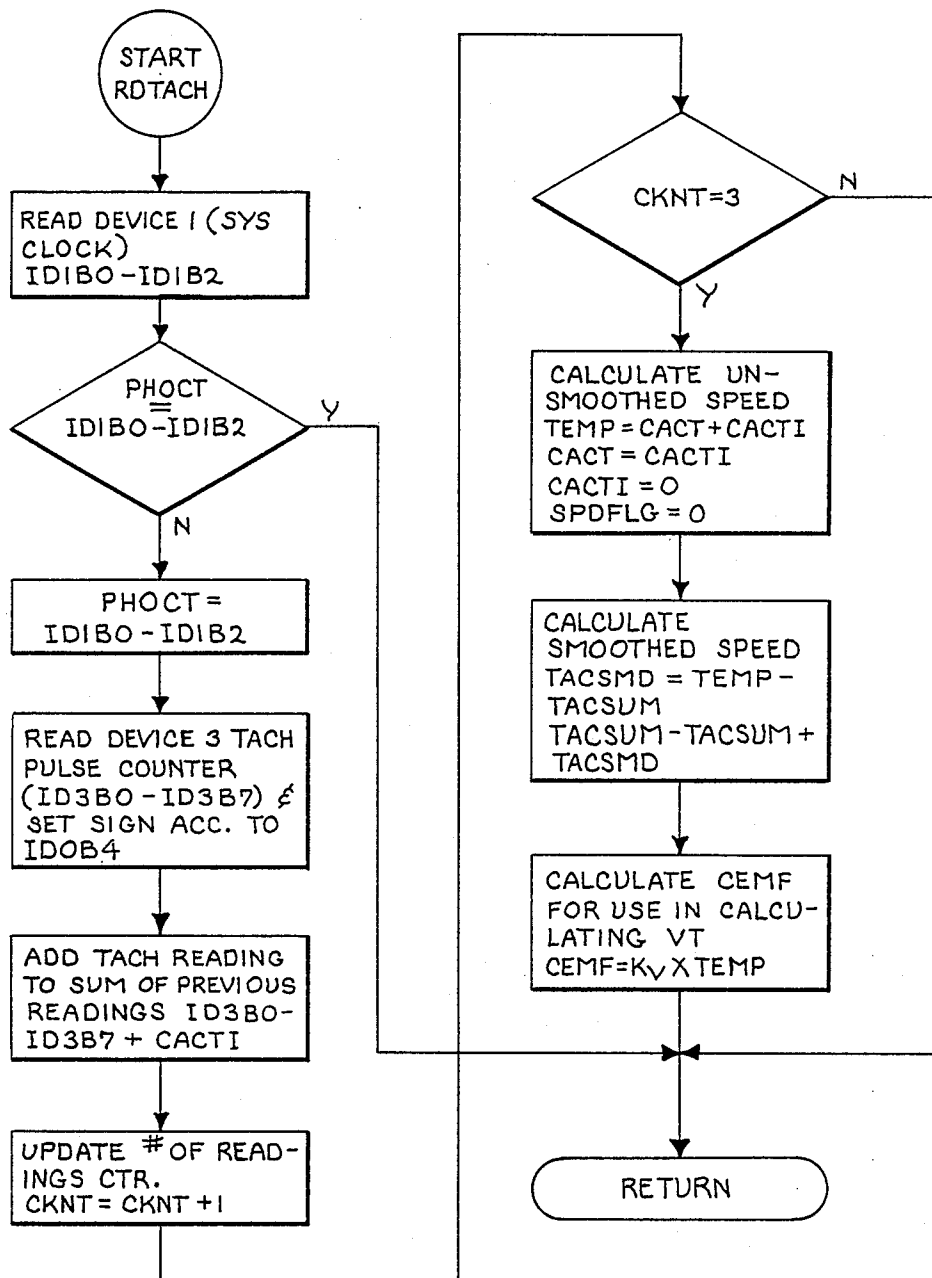 START
RDTACH
READ DEVICE 1 (SYS
CLOCK)
ID1B0-ID1B2
PHOCT
=
ID1B0-ID1B2
Y
N
PHOCT=
ID1B0-ID1B2
READ DEVICE 3 TACH
PULSE COUNTER
(ID3B0-ID3B7) &
SET SIGN ACC. TO
ID0B4
ADD TACH READING
TO SUM OF PREVIOUS
READINGS ID3B0-
ID3B7 + CACTI
UPDATE # OF READ-
INGS CTR.
CKNT = CKNT +1
CKNT=3
N
Y
CALCULATE UN-
SMOOTHED SPEED
TEMP=CACT+CACTI
CACT=CACTI
CACTI=0
SPDFLG=0
CALCULATE
SMOOTHED SPEED
TACSMD = TEMP-
TACSUM
TACSUM-TACSUM+
TACSMD
CALCULATE CEMF
FOR USE IN CALCU-
LATING VT
CEMF=KV X TEMP
RETURN